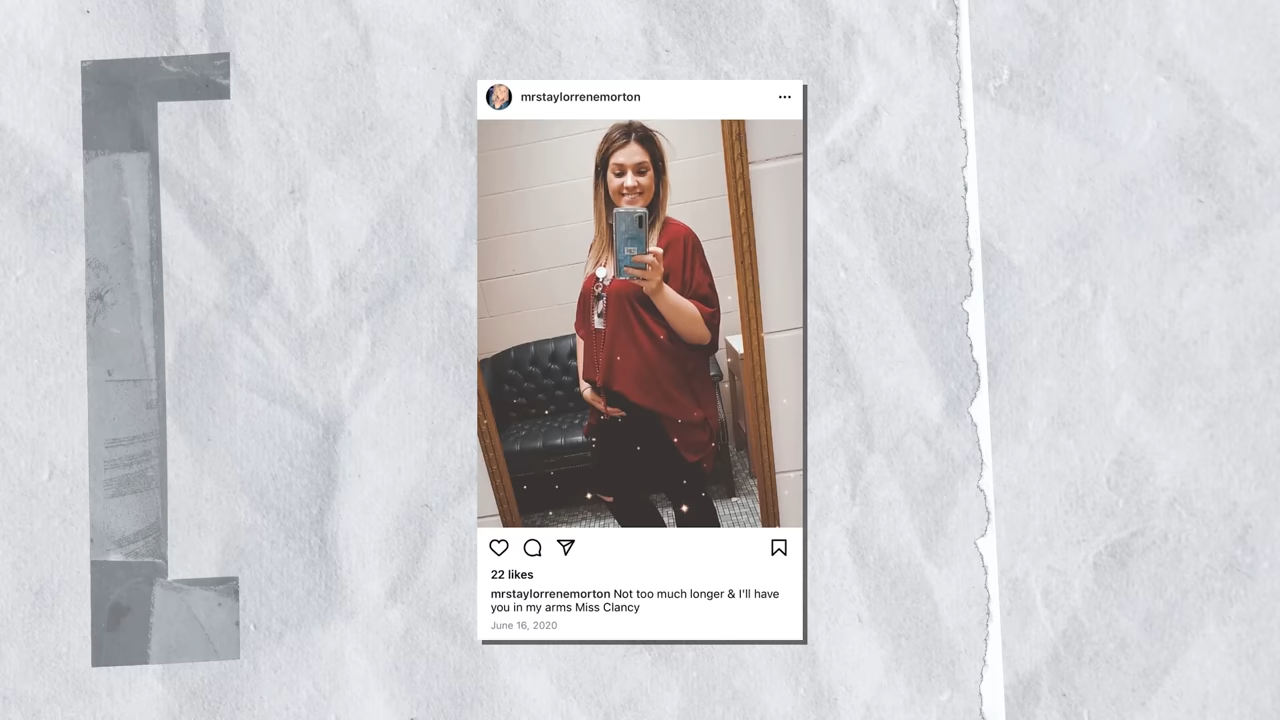 mrstaylorrenemorton
22 likes
mrstaylorrenemorton Not too much longer & I'll have
you in my arms Miss Clancy
June 16, 2020